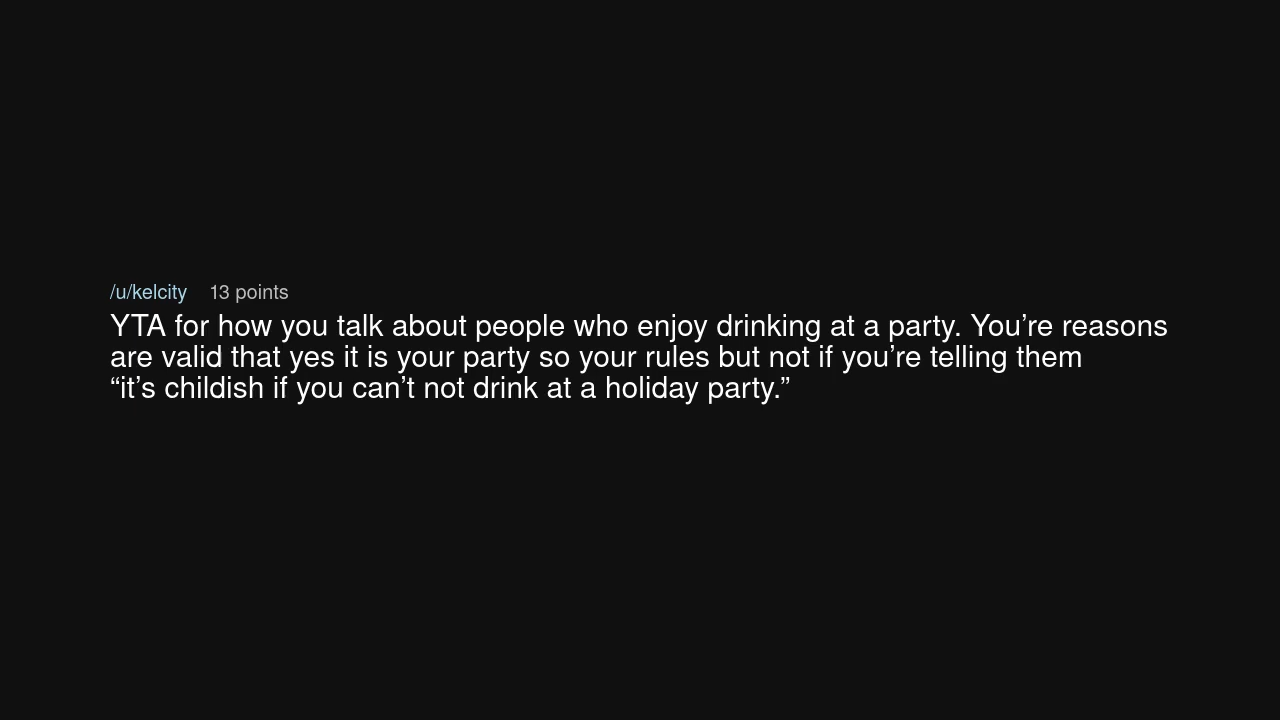 /u/kelcity 13 points
YTA for how you talk about people who enjoy drinking at a party. You’re reasons
are valid that yes it is your party so your rules but not if you’re telling them
“it’s childish if you can’t not drink at a holiday party.”